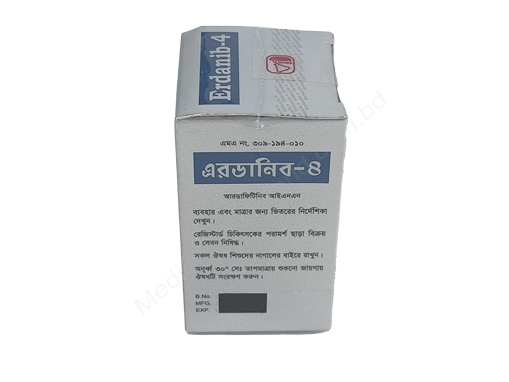 Erdanib-4
এমএ নং. ৩০৯-১৯৪-০১০
এরডানিব-৪
আরডাফিটিনিব আইএনএন
ব্যবহার এবং মাত্রার জন্য ভিতরের নির্দেশিকা
দেখুন।
রেজিস্টার্ড চিকিৎসকের পরামর্শ ছাড়া বিক্রয়
ও সেবন নিষিদ্ধ।
সকল ঔষধ শিশুদের নাগালের বাইরে রাখুন।
অনূর্ধ্ব ৩০° সেঃ তাপমাত্রায় শুকনো জায়গায়
ঔষধটি সংরক্ষণ করুন।
B.No. :
MFG. :
EXP. :